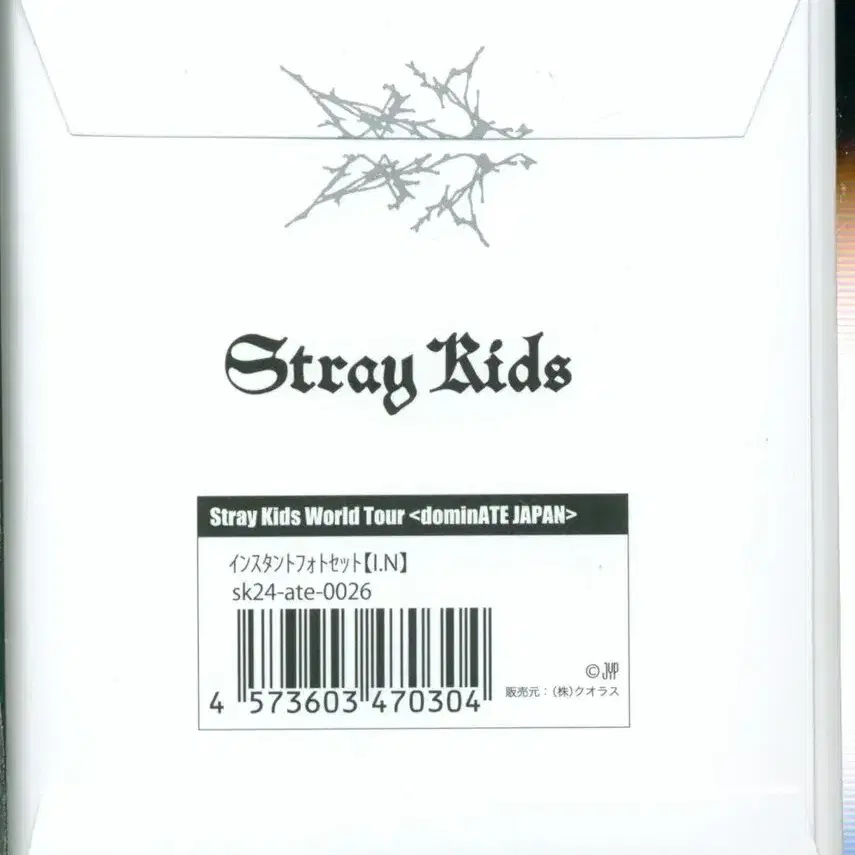 Stray Kids
Stray Kids World Tour <dominATE JAPAN>
インスタントフォトセット【I.N】
sk24-ate-0026
4 573603 470304
©JYP
販売元：(株)クオラス